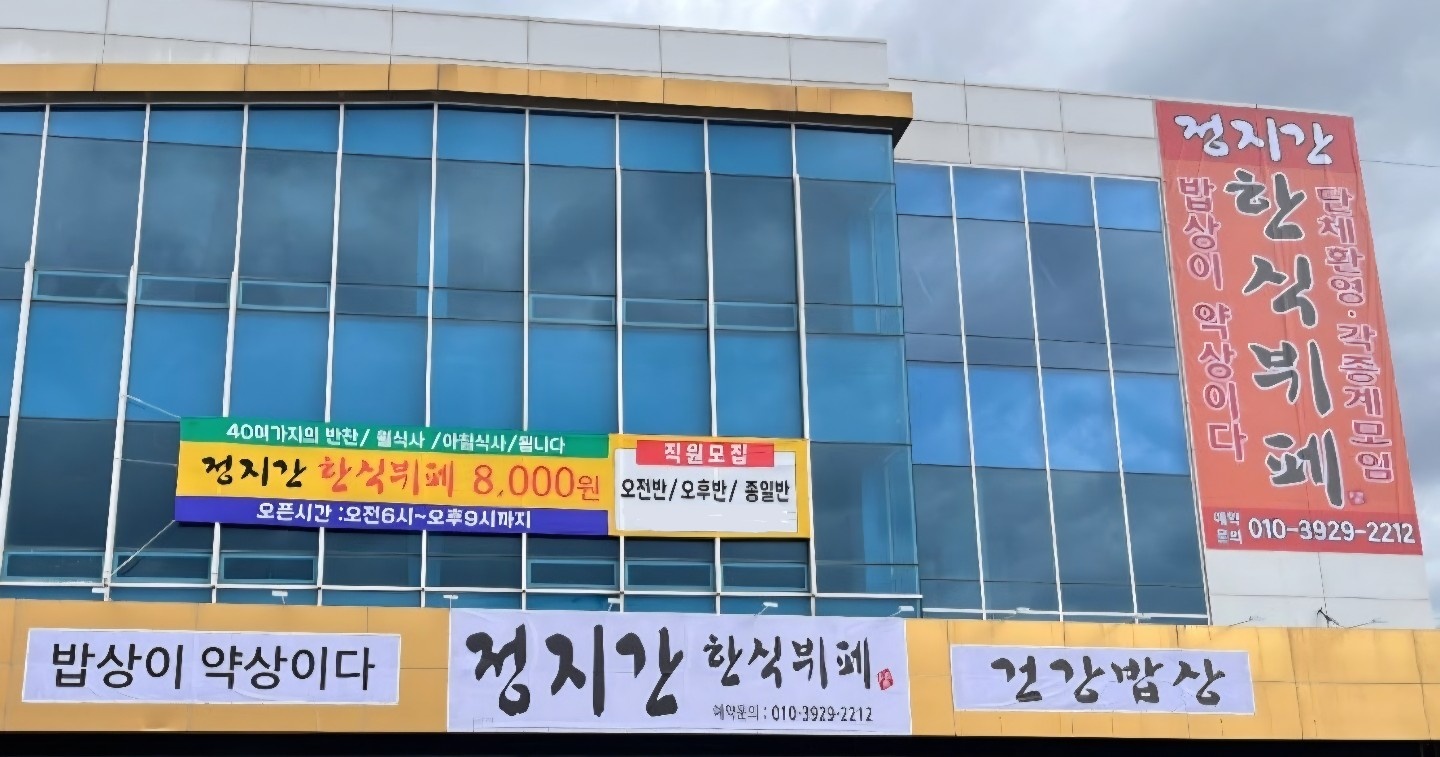 정지간
한식뷔페
밥상이 약상이다
단체환영·각종계모임
예약문의 010-3929-2212
40여가지의 반찬/ 월식사 /아침식사/됩니다
정지간 한식뷔페 8,000원
오픈시간 :오전6시~오후9시까지
직원모집
오전반/오후반/ 종일반
밥상이 약상이다
정지간 한식뷔페
예약문의 : 010-3929-2212
건강밥상